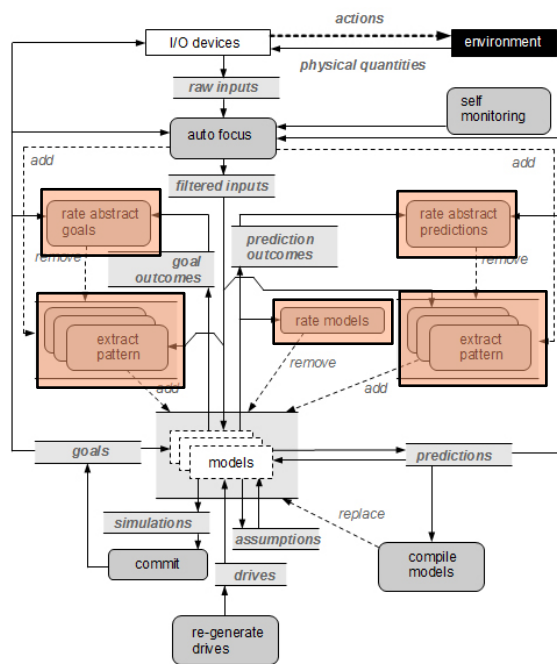 actions
I/O devices
environment
physical quantities
raw inputs
self
monitoring
auto focus
add
add
filtered inputs
rate abstract
goals
rate abstract
predictions
prediction
outcomes
remove
goal
outcomes
remove
rate models
extract
pattern
extract
pattern
remove
add
add
goals
models
predictions
simulations
assumptions
replace
commit
drives
compile
models
re-generate
drives